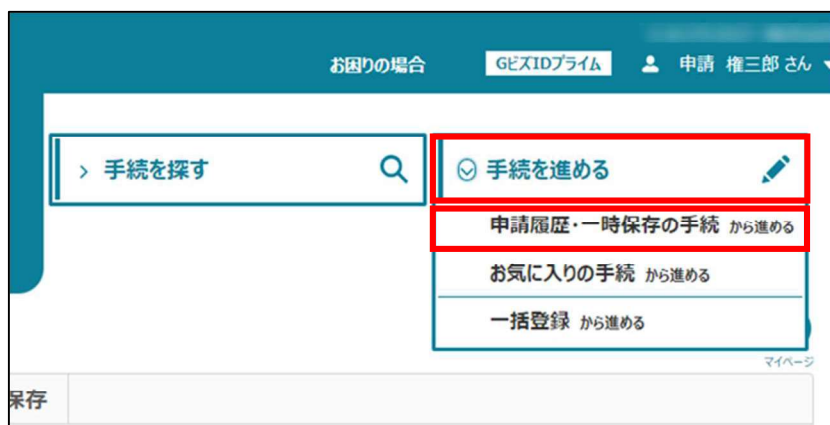 お困りの場合 GビズIDプライム 申請 権三郎 さん
手続を探す 手続を進める
申請履歴・一時保存の手続 から進める
お気に入りの手続 から進める
一括登録 から進める
マイページ
保存